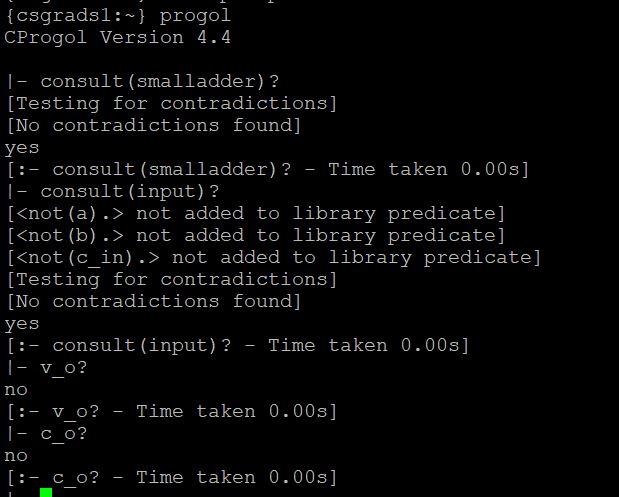 {csgrads1:~} progol
CProgol Version 4.4
|- consult(smalladder)?
[Testing for contradictions]
[No contradictions found]
yes
[:- consult(smalladder)? - Time taken 0.00s]
|- consult(input)?
[<not(a).> not added to library predicate]
[<not(b).> not added to library predicate]
[<not(c_in).> not added to library predicate]
[Testing for contradictions]
[No contradictions found]
yes
[:- consult(input)? - Time taken 0.00s]
|- v_o?
no
[:- v_o? - Time taken 0.00s]
|- c_o?
no
[:- c_o? - Time taken 0.00s]